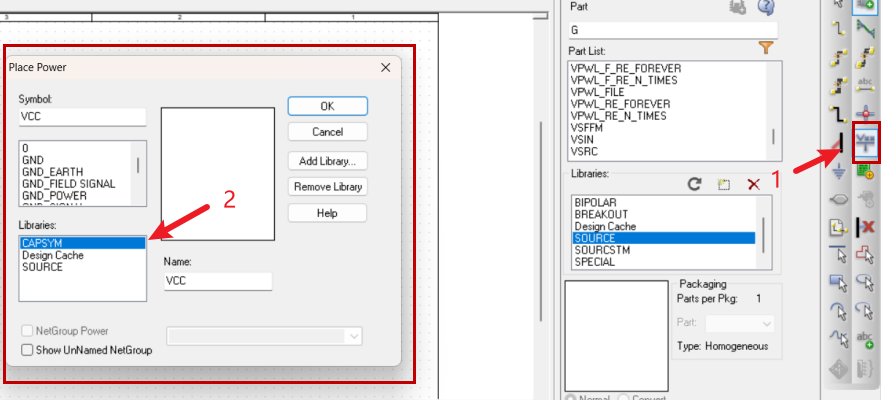 3
2
1
Place Power
Symbol:
VCC
0
GND
GND_EARTH
GND_FIELD SIGNAL
GND_POWER
Libraries:
CAPSYM
Design Cache
SOURCE
NetGroup Power
Show UnNamed NetGroup
OK
Cancel
Add Library...
Remove Library
Help
Name:
VCC
2
Part
G
Part List:
VPWL_F_RE_FOREVER
VPWL_F_RE_N_TIMES
VPWL_FILE
VPWL_RE_FOREVER
VPWL_RE_N_TIMES
VSFFM
VSIN
VSRC
Libraries:
BIPOLAR
BREAKOUT
Design Cache
SOURCE
SOURCSTM
SPECIAL
Packaging
Parts per Pkg: 1
Part:
Type: Homogeneous
Normal
Convert
1
abc
abc